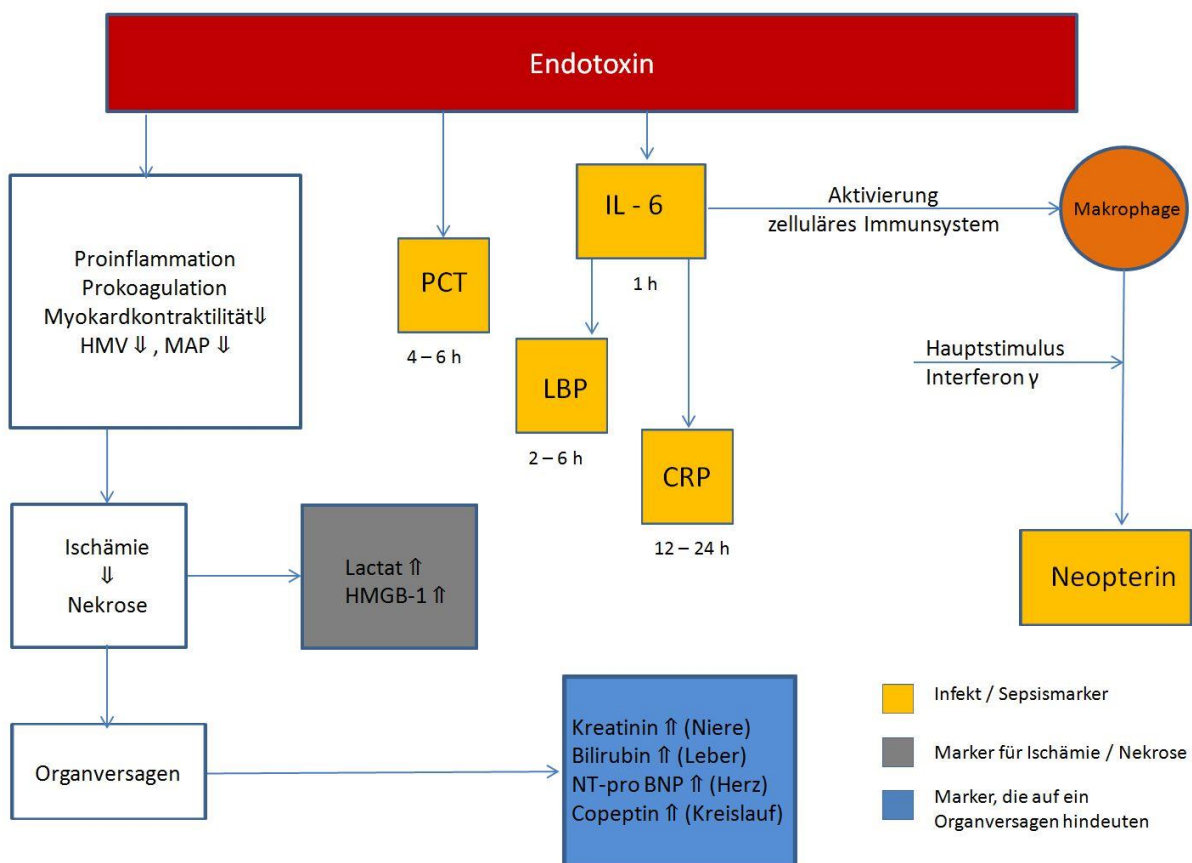 Endotoxin
Proinflammation
Prokoagulation
Myokardkontraktilität⇓
HMV ⇓ , MAP ⇓
PCT
4 – 6 h
IL - 6
1 h
LBP
2 – 6 h
CRP
12 – 24 h
Aktivierung
zelluläres Immunsystem
Makrophage
Hauptstimulus
Interferon γ
Neopterin
Ischämie
⇓
Nekrose
Lactat ⇑
HMGB-1 ⇑
Organversagen
Kreatinin ⇑ (Niere)
Bilirubin ⇑ (Leber)
NT-pro BNP ⇑ (Herz)
Copeptin ⇑ (Kreislauf)
Infekt / Sepsismarker
Marker für Ischämie / Nekrose
Marker, die auf ein
Organversagen hindeuten